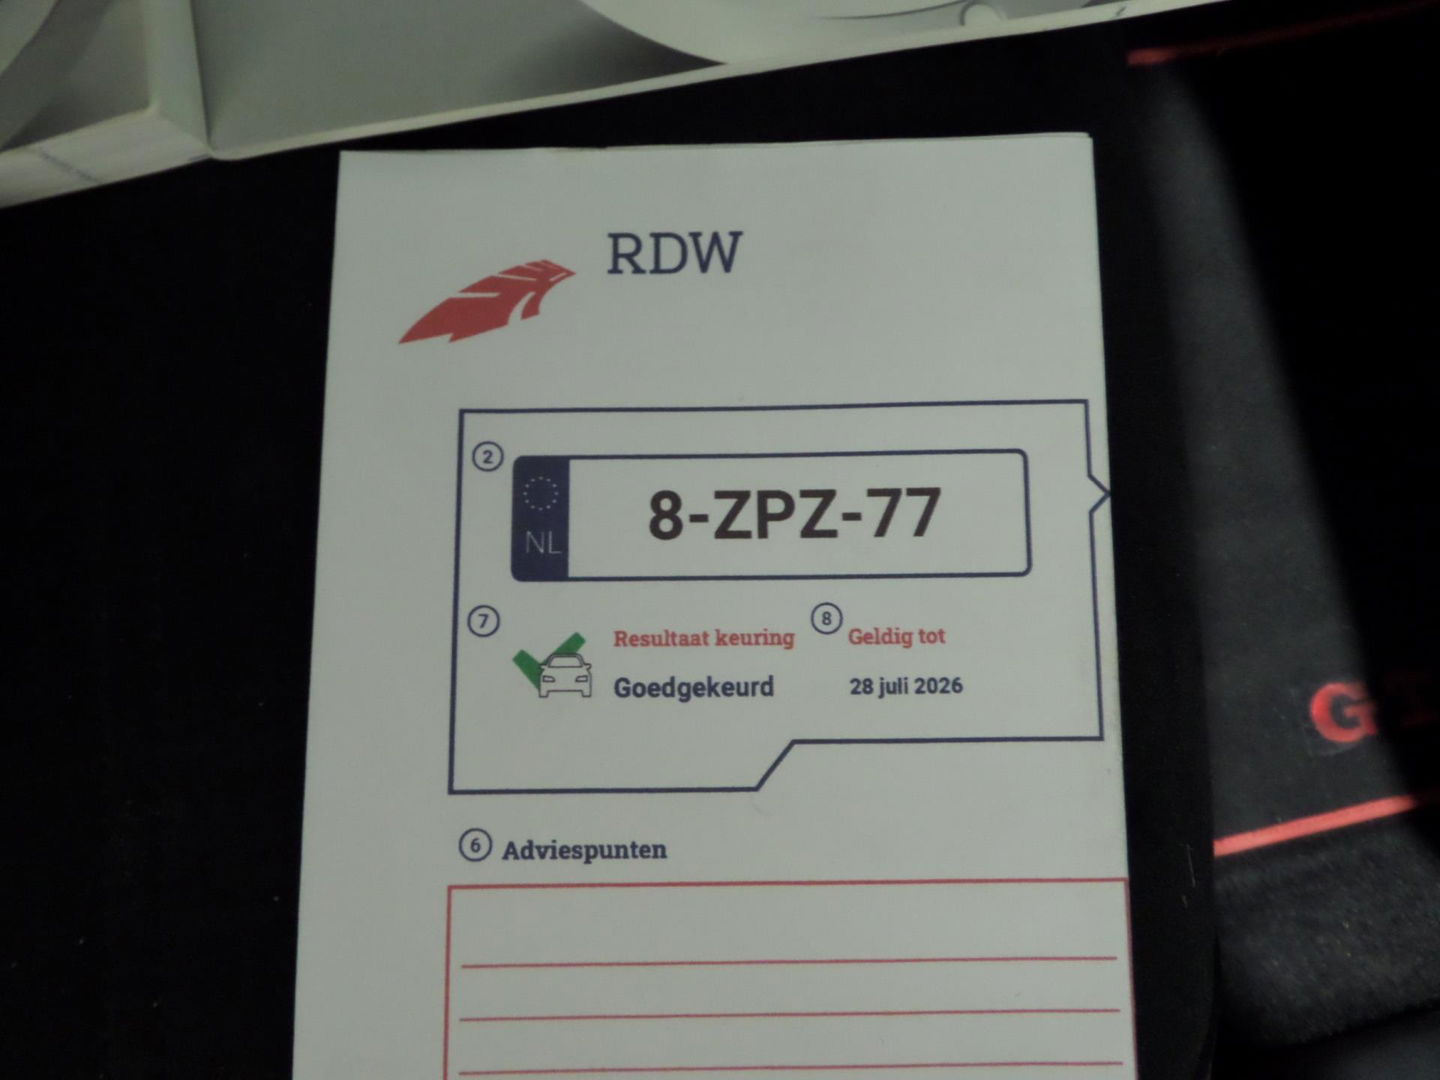 RDW
2
NL
8-ZPZ-77
7
Resultaat keuring
8
Geldig tot
Goedgekeurd
28 juli 2026
6 Adviespunten
G